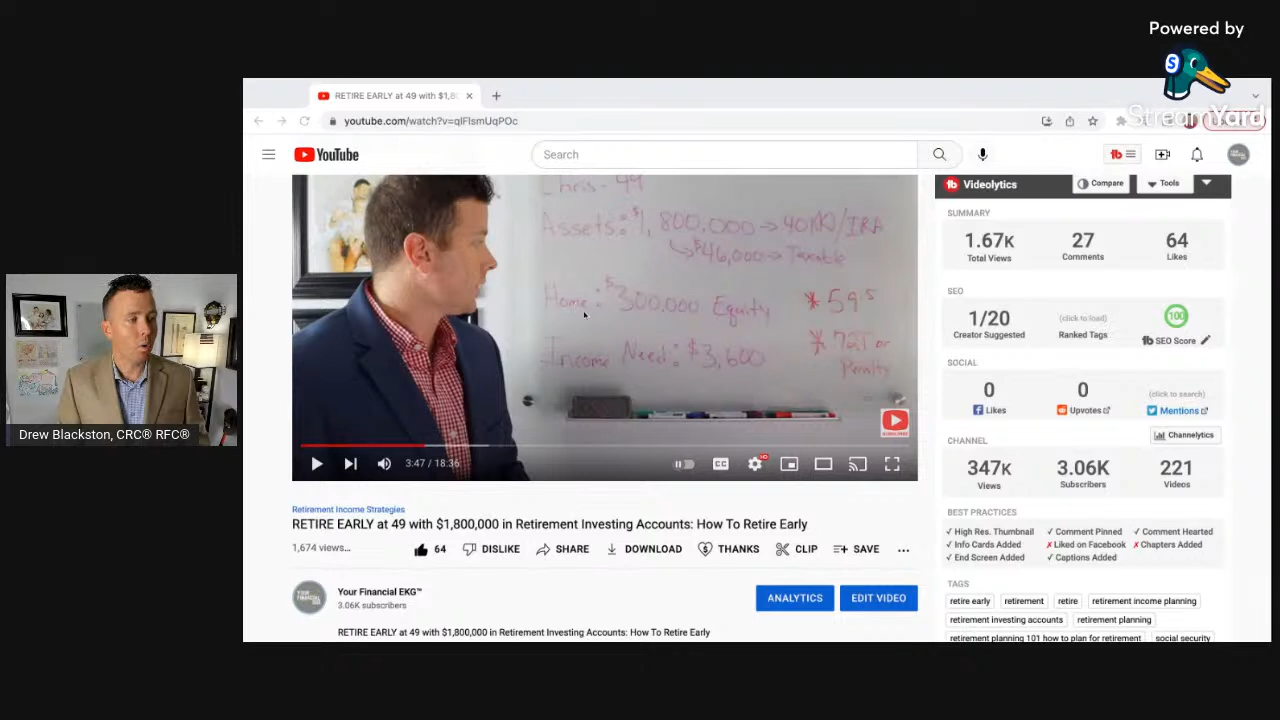 Powered by
StreamYard
RETIRE EARLY at 49 with $1,80
youtube.com/watch?v=qIFlsmUqPOc
YouTube
Search
Chris - 49
Assets: $1,800,000 → 401K/IRA
↳ $46,000 → Taxable
Home: $300,000 Equity
* 59.5
Income Need: $3,600
* 72T or
Penalty
SUBSCRIBE
3:47 / 18:36
CC
HD
Retirement Income Strategies
RETIRE EARLY at 49 with $1,800,000 in Retirement Investing Accounts: How To Retire Early
1,674 views...
64
DISLIKE
SHARE
DOWNLOAD
THANKS
CLIP
SAVE
Your Financial EKG™
3.06K subscribers
ANALYTICS
EDIT VIDEO
RETIRE EARLY at 49 with $1,800,000 in Retirement Investing Accounts: How To Retire Early
tb Videolytics
Compare
Tools
SUMMARY
1.67K 27 64
Total Views Comments Likes
SEO
1/20 (click to load) 100
Creator Suggested Ranked Tags tb SEO Score
SOCIAL
0 0 (click to search)
Likes Upvotes Mentions
CHANNEL
Channelytics
347K 3.06K 221
Views Subscribers Videos
BEST PRACTICES
✓ High Res. Thumbnail ✓ Comment Pinned ✓ Comment Hearted
✓ Info Cards Added ✗ Liked on Facebook ✗ Chapters Added
✓ End Screen Added ✓ Captions Added
TAGS
retire early retirement retire retirement income planning
retirement investing accounts retirement planning
retirement planning 101 how to plan for retirement social security
Drew Blackston, CRC® RFC®